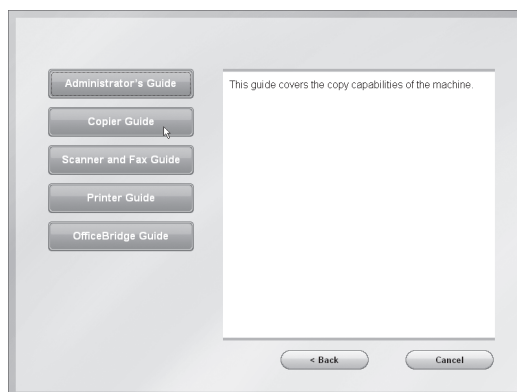 Administrator's Guide
Copier Guide
Scanner and Fax Guide
Printer Guide
OfficeBridge Guide
This guide covers the copy capabilities of the machine.
< Back
Cancel